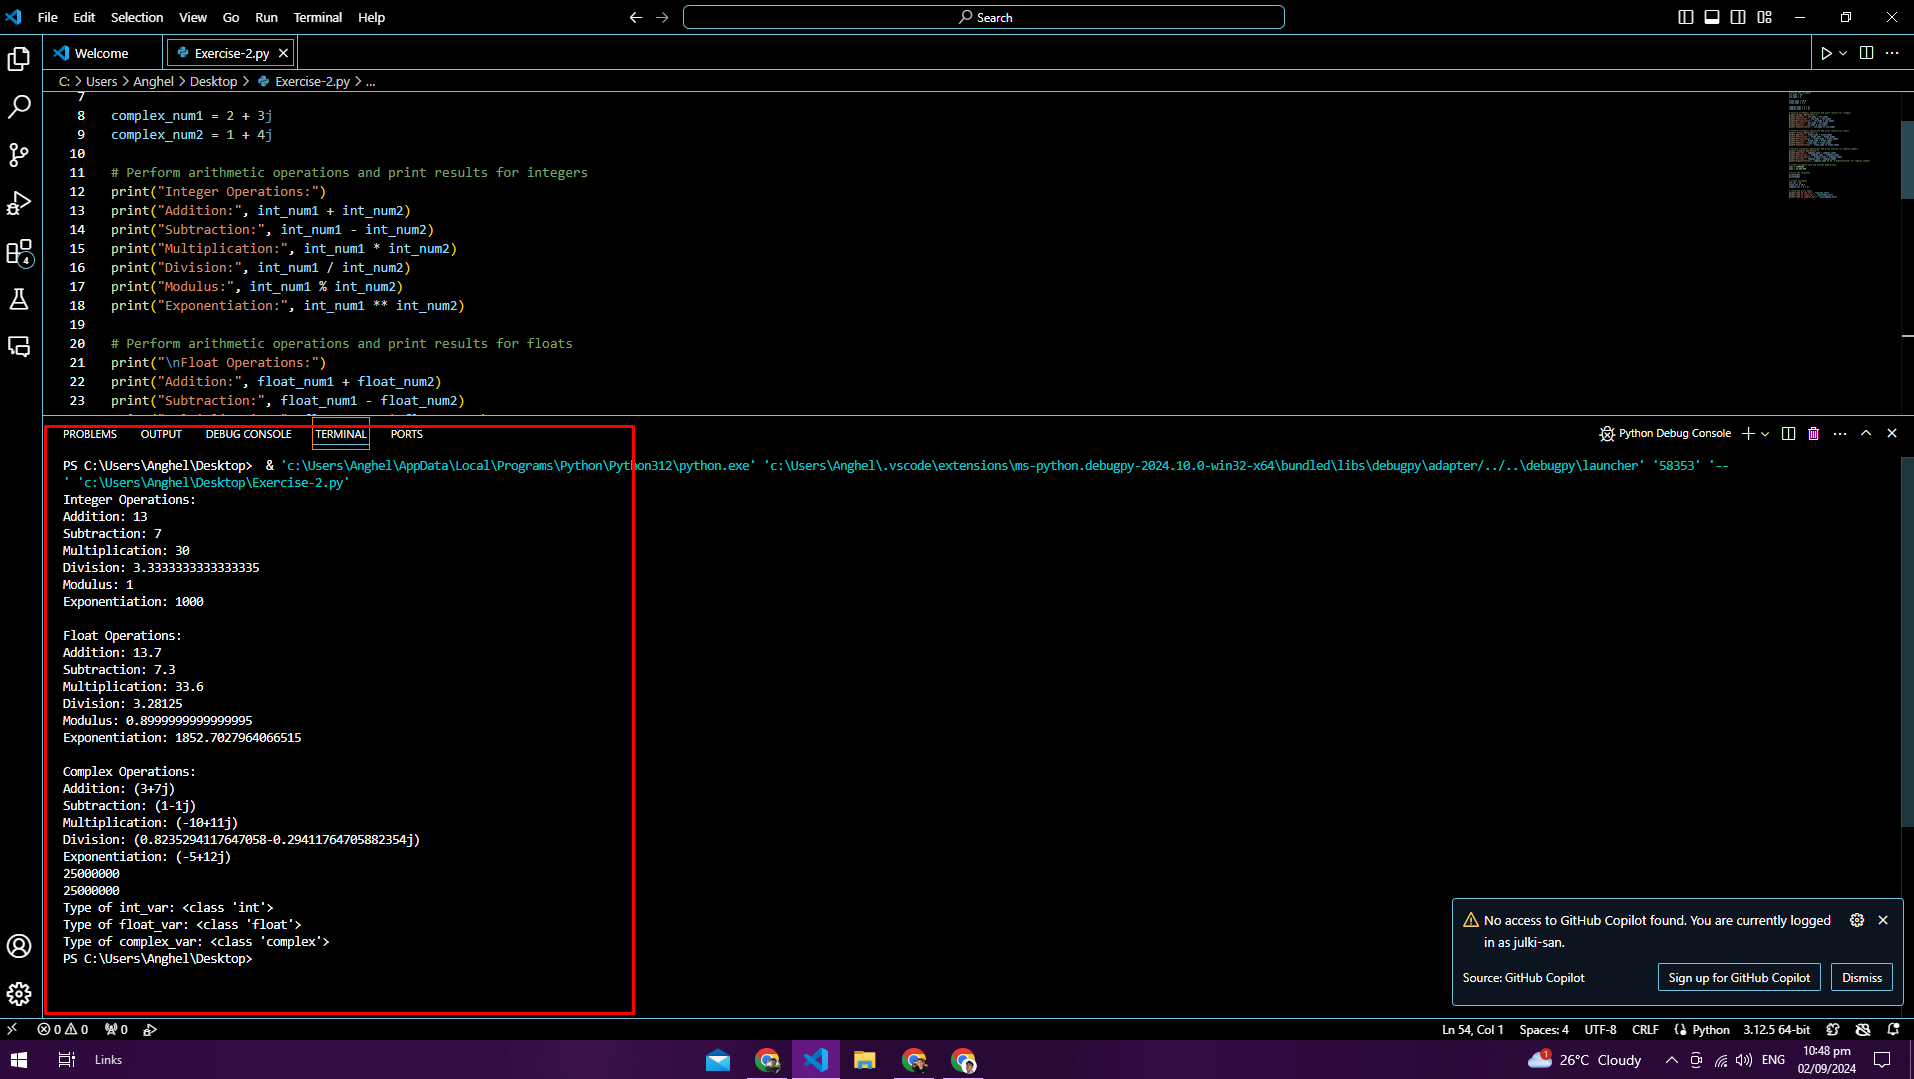 File Edit Selection View Go Run Terminal Help
Search
Welcome
Exercise-2.py
C: > Users > Anghel > Desktop > Exercise-2.py > ...
7
8 complex_num1 = 2 + 3j
9 complex_num2 = 1 + 4j
10
11 # Perform arithmetic operations and print results for integers
12 print("Integer Operations:")
13 print("Addition:", int_num1 + int_num2)
14 print("Subtraction:", int_num1 - int_num2)
15 print("Multiplication:", int_num1 * int_num2)
16 print("Division:", int_num1 / int_num2)
17 print("Modulus:", int_num1 % int_num2)
18 print("Exponentiation:", int_num1 ** int_num2)
19
20 # Perform arithmetic operations and print results for floats
21 print("\nFloat Operations:")
22 print("Addition:", float_num1 + float_num2)
23 print("Subtraction:", float_num1 - float_num2)
4
PROBLEMS OUTPUT DEBUG CONSOLE TERMINAL PORTS
Python Debug Console
PS C:\Users\Anghel\Desktop>  & 'c:\Users\Anghel\AppData\Local\Programs\Python\Python312\python.exe' 'c:\Users\Anghel\.vscode\extensions\ms-python.debugpy-2024.10.0-win32-x64\bundled\libs\debugpy\adapter/../..\debugpy\launcher' '58353' '--
' 'c:\Users\Anghel\Desktop\Exercise-2.py'
Integer Operations:
Addition: 13
Subtraction: 7
Multiplication: 30
Division: 3.3333333333333335
Modulus: 1
Exponentiation: 1000

Float Operations:
Addition: 13.7
Subtraction: 7.3
Multiplication: 33.6
Division: 3.28125
Modulus: 0.8999999999999995
Exponentiation: 1852.7027964066515

Complex Operations:
Addition: (3+7j)
Subtraction: (1-1j)
Multiplication: (-10+11j)
Division: (0.8235294117647058-0.29411764705882354j)
Exponentiation: (-5+12j)
25000000
25000000
Type of int_var: <class 'int'>
Type of float_var: <class 'float'>
Type of complex_var: <class 'complex'>
PS C:\Users\Anghel\Desktop>
No access to GitHub Copilot found. You are currently logged
in as julki-san.
Source: GitHub Copilot
Sign up for GitHub Copilot
Dismiss
0 0 0
Ln 54, Col 1 Spaces: 4 UTF-8 CRLF Python 3.12.5 64-bit
Links
1 26°C Cloudy
ENG
10:48 pm
02/09/2024